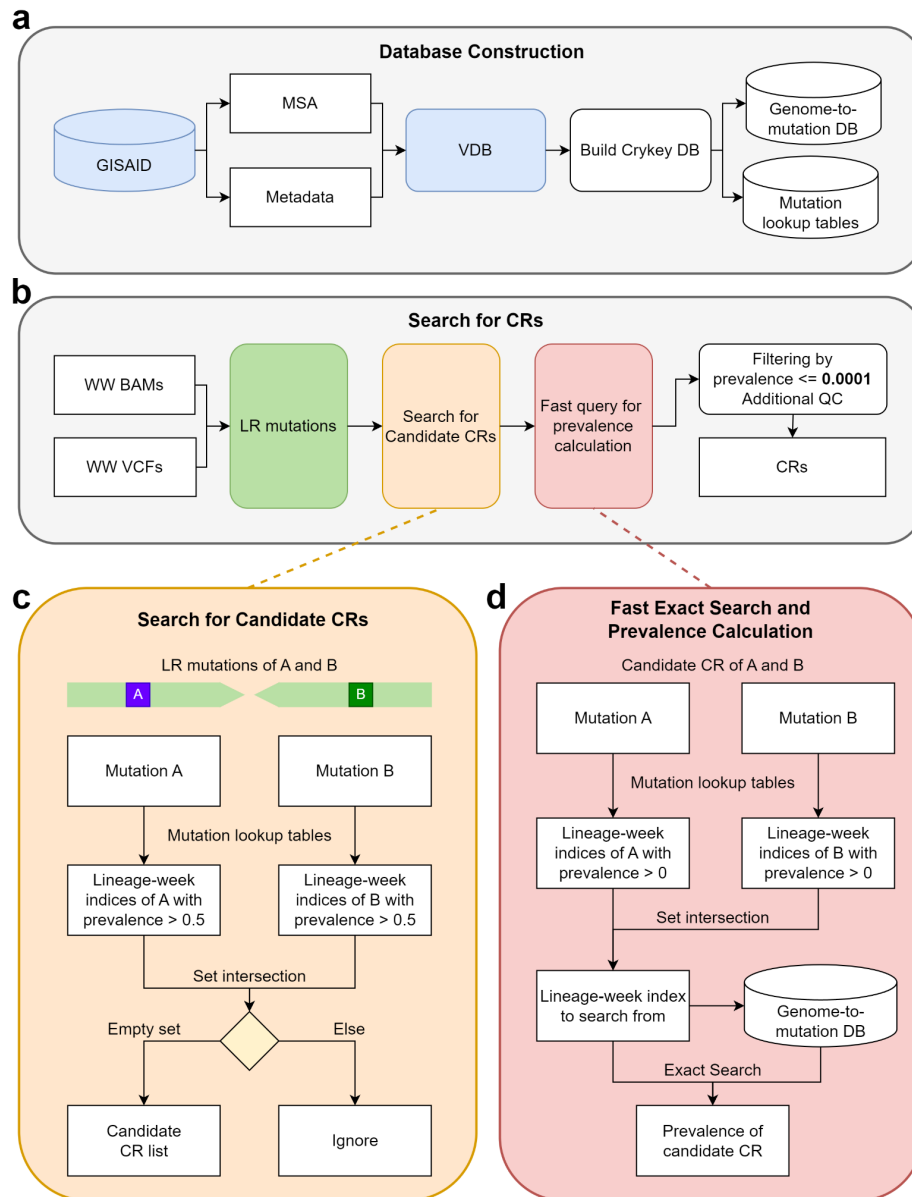 a
Database Construction
GISAID
MSA
Metadata
VDB
Build Crykey DB
Genome-to-
mutation DB
Mutation
lookup tables
b
Search for CRs
WW BAMs
WW VCFs
LR mutations
Search for
Candidate CRs
Fast query for
prevalence
calculation
Filtering by
prevalence <= 0.0001
Additional QC
CRs
c
Search for Candidate CRs
LR mutations of A and B
A
B
Mutation A
Mutation B
Mutation lookup tables
Lineage-week
indices of A with
prevalence > 0.5
Lineage-week
indices of B with
prevalence > 0.5
Set intersection
Empty set
Else
Candidate
CR list
Ignore
d
Fast Exact Search and
Prevalence Calculation
Candidate CR of A and B
Mutation A
Mutation B
Mutation lookup tables
Lineage-week
indices of A with
prevalence > 0
Lineage-week
indices of B with
prevalence > 0
Set intersection
Lineage-week index
to search from
Genome-to-
mutation DB
Exact Search
Prevalence of
candidate CR